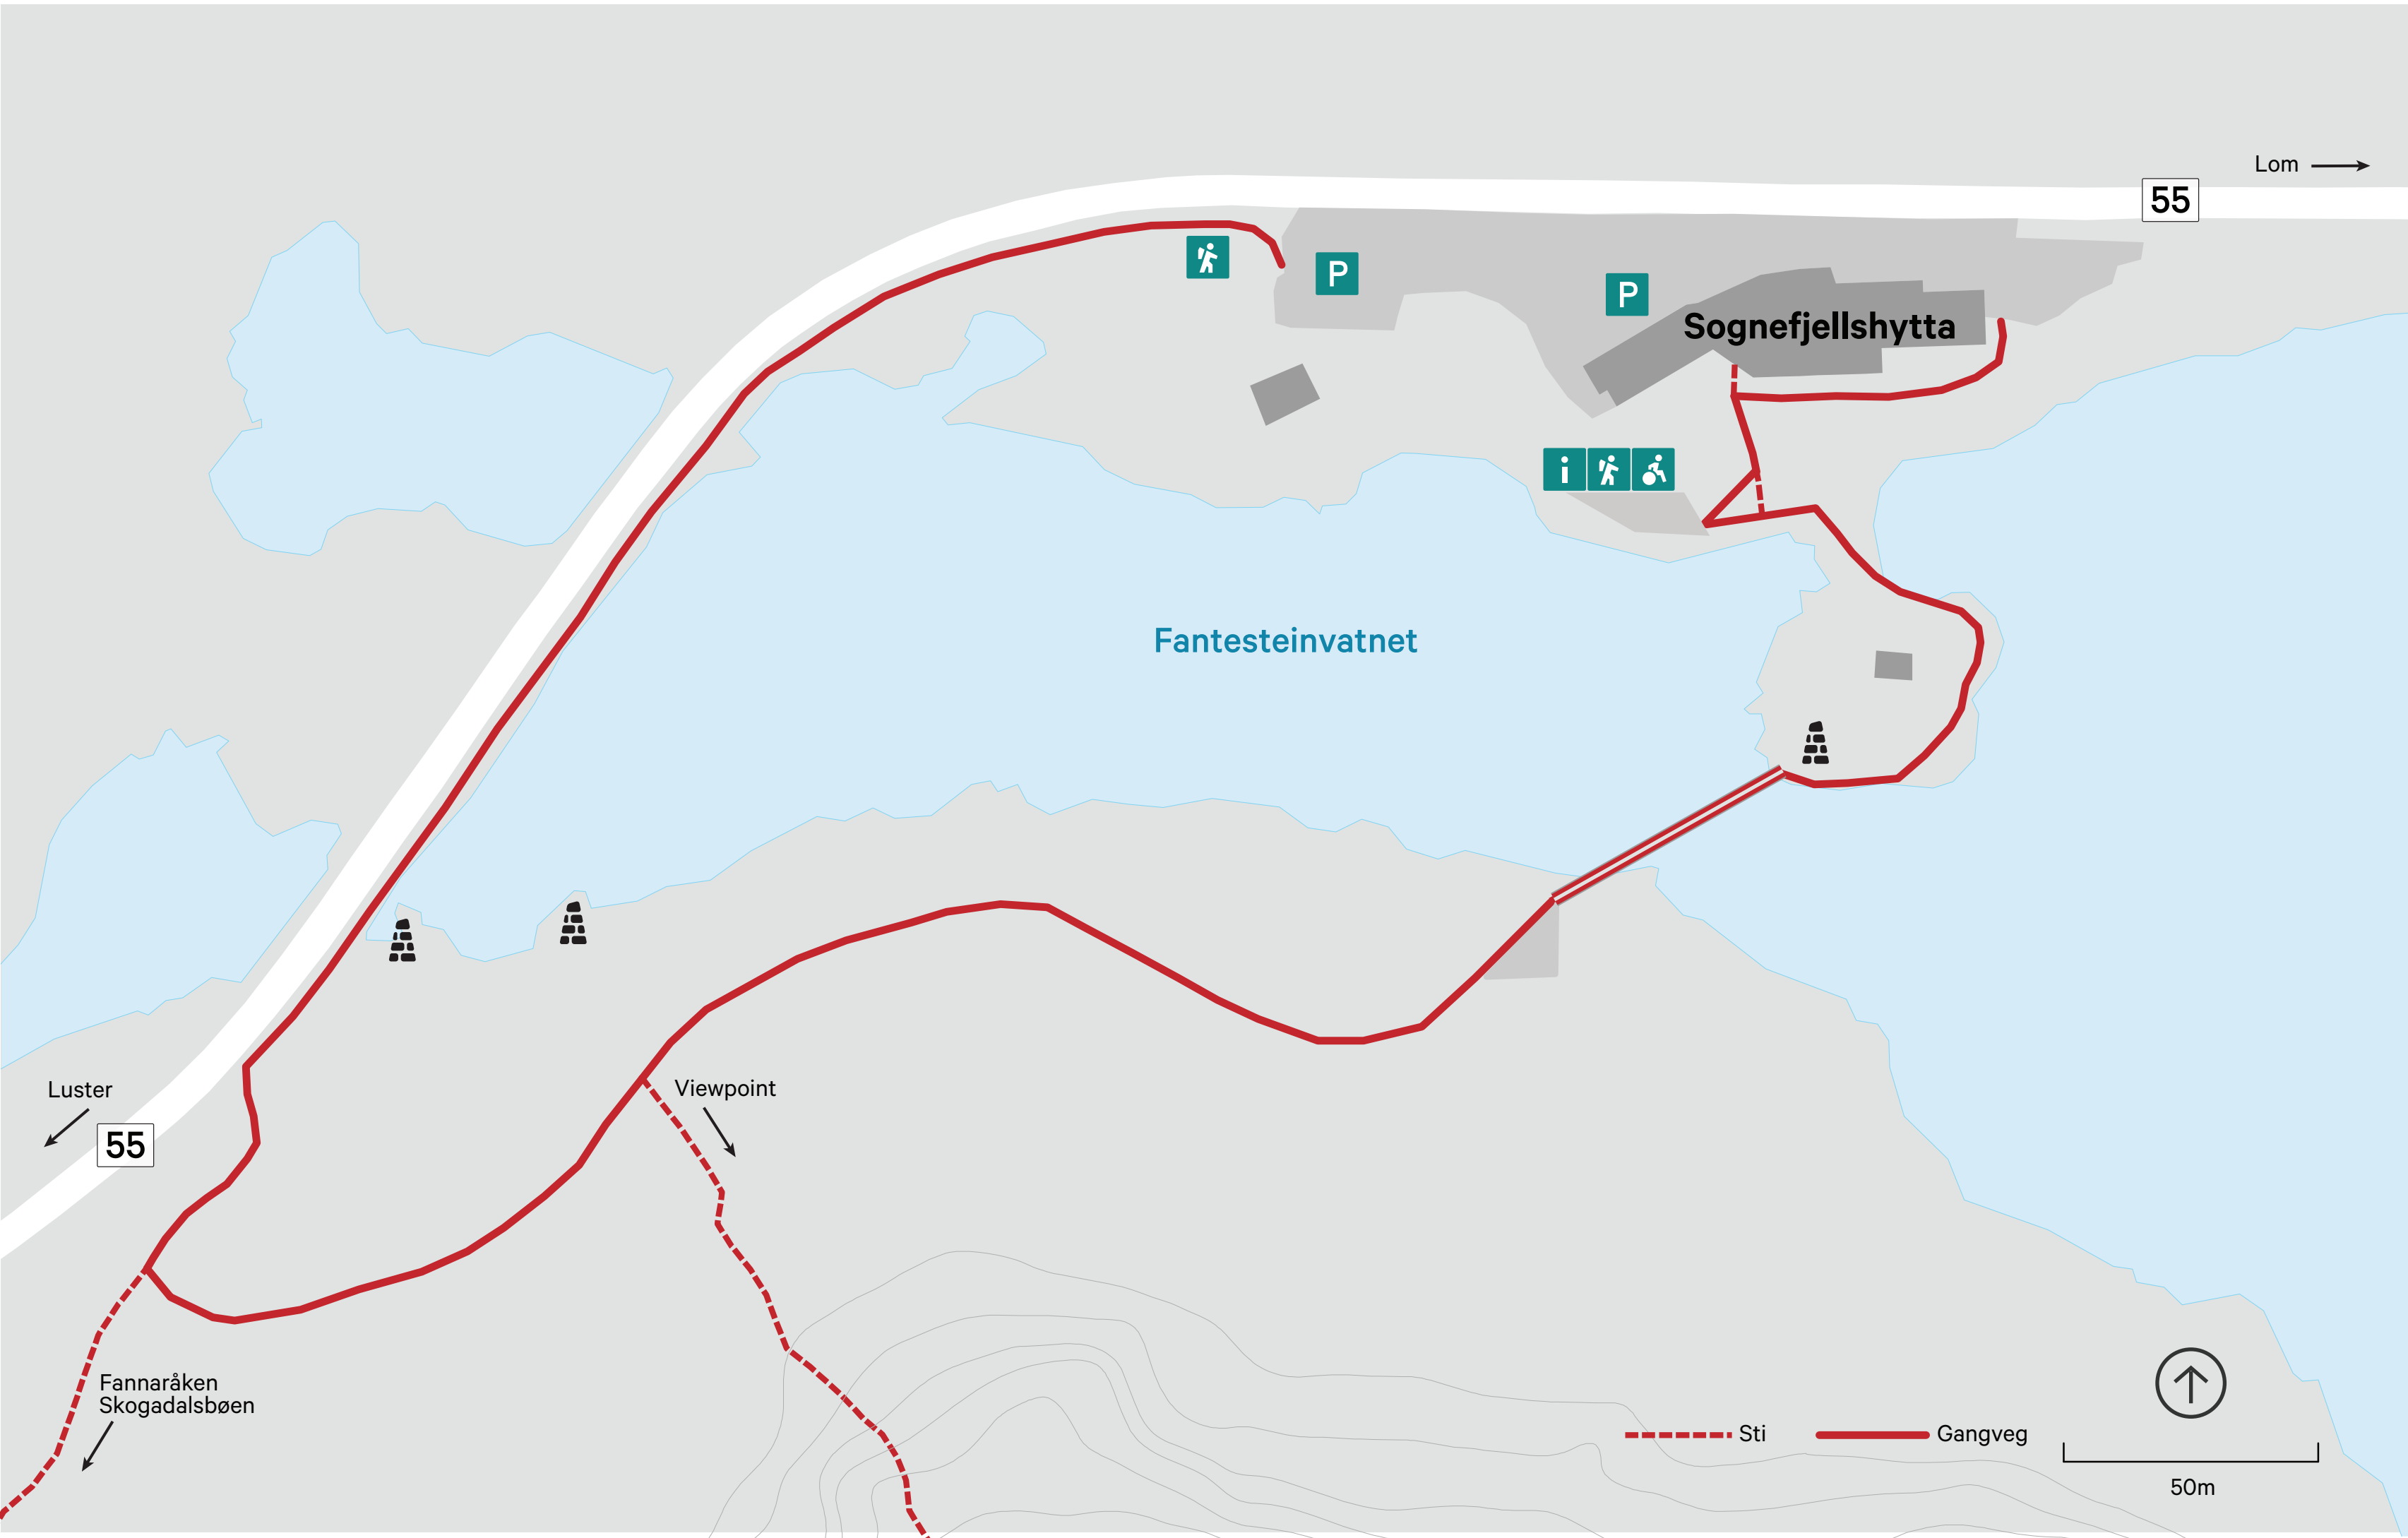 Lom
55
P
P
Sognefjellshytta
i
Fantesteinvatnet
Luster
Viewpoint
55
Fannaråken
Skogadalsbøen
Sti
Gangveg
50m